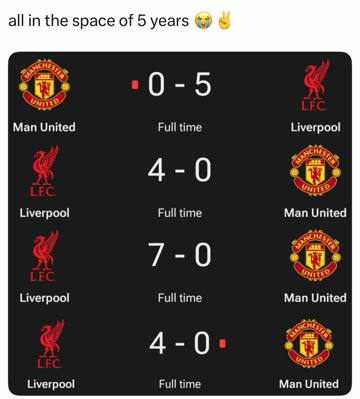 all in the space of 5 years 😭✌️
MANCHESTER UNITED 0 - 5 L.F.C.
Man United Full time Liverpool
L.F.C. 4 - 0 MANCHESTER UNITED
Liverpool Full time Man United
L.F.C. 7 - 0 MANCHESTER UNITED
Liverpool Full time Man United
L.F.C. 4 - 0 MANCHESTER UNITED
Liverpool Full time Man United